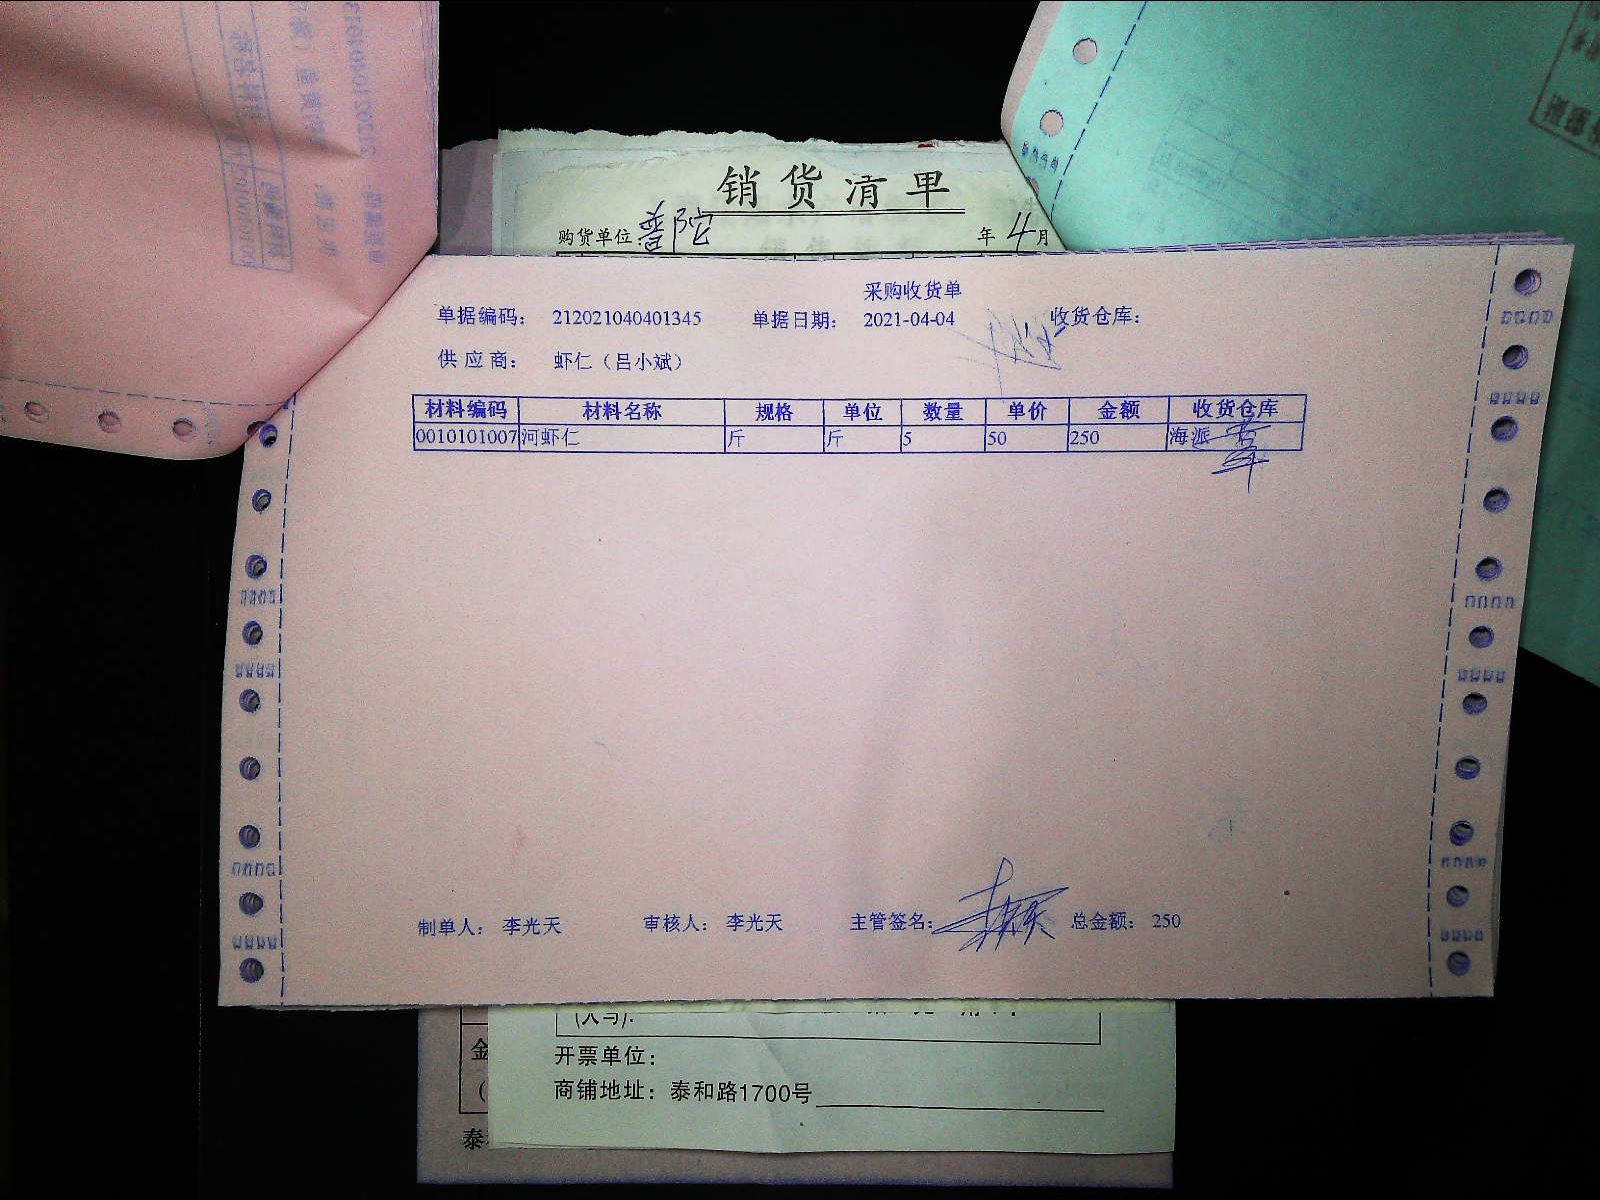 销货清单
购货单位 普陀 年 4 月
采购收货单
单据编码： 212021040401345 单据日期： 2021-04-04 收货仓库：
供 应 商： 虾仁（吕小斌）
材料编码 材料名称 规格 单位 数量 单价 金额 收货仓库
0010101007 河虾仁 斤 斤 5 50 250 海派
制单人： 李光天 审核人： 李光天 主管签名： 总金额： 250
(大写):
金
开票单位：
商铺地址：泰和路1700号
泰